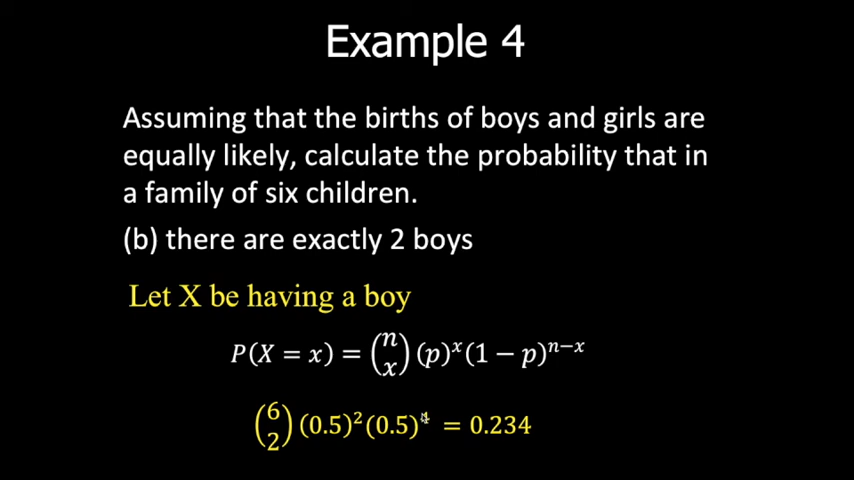 Example 4
Assuming that the births of boys and girls are
equally likely, calculate the probability that in
a family of six children.
(b) there are exactly 2 boys
Let X be having a boy
P(X = x) = (n x) (p)^x (1 − p)^{n−x}
(6 2) (0.5)^2 (0.5)^4 = 0.234